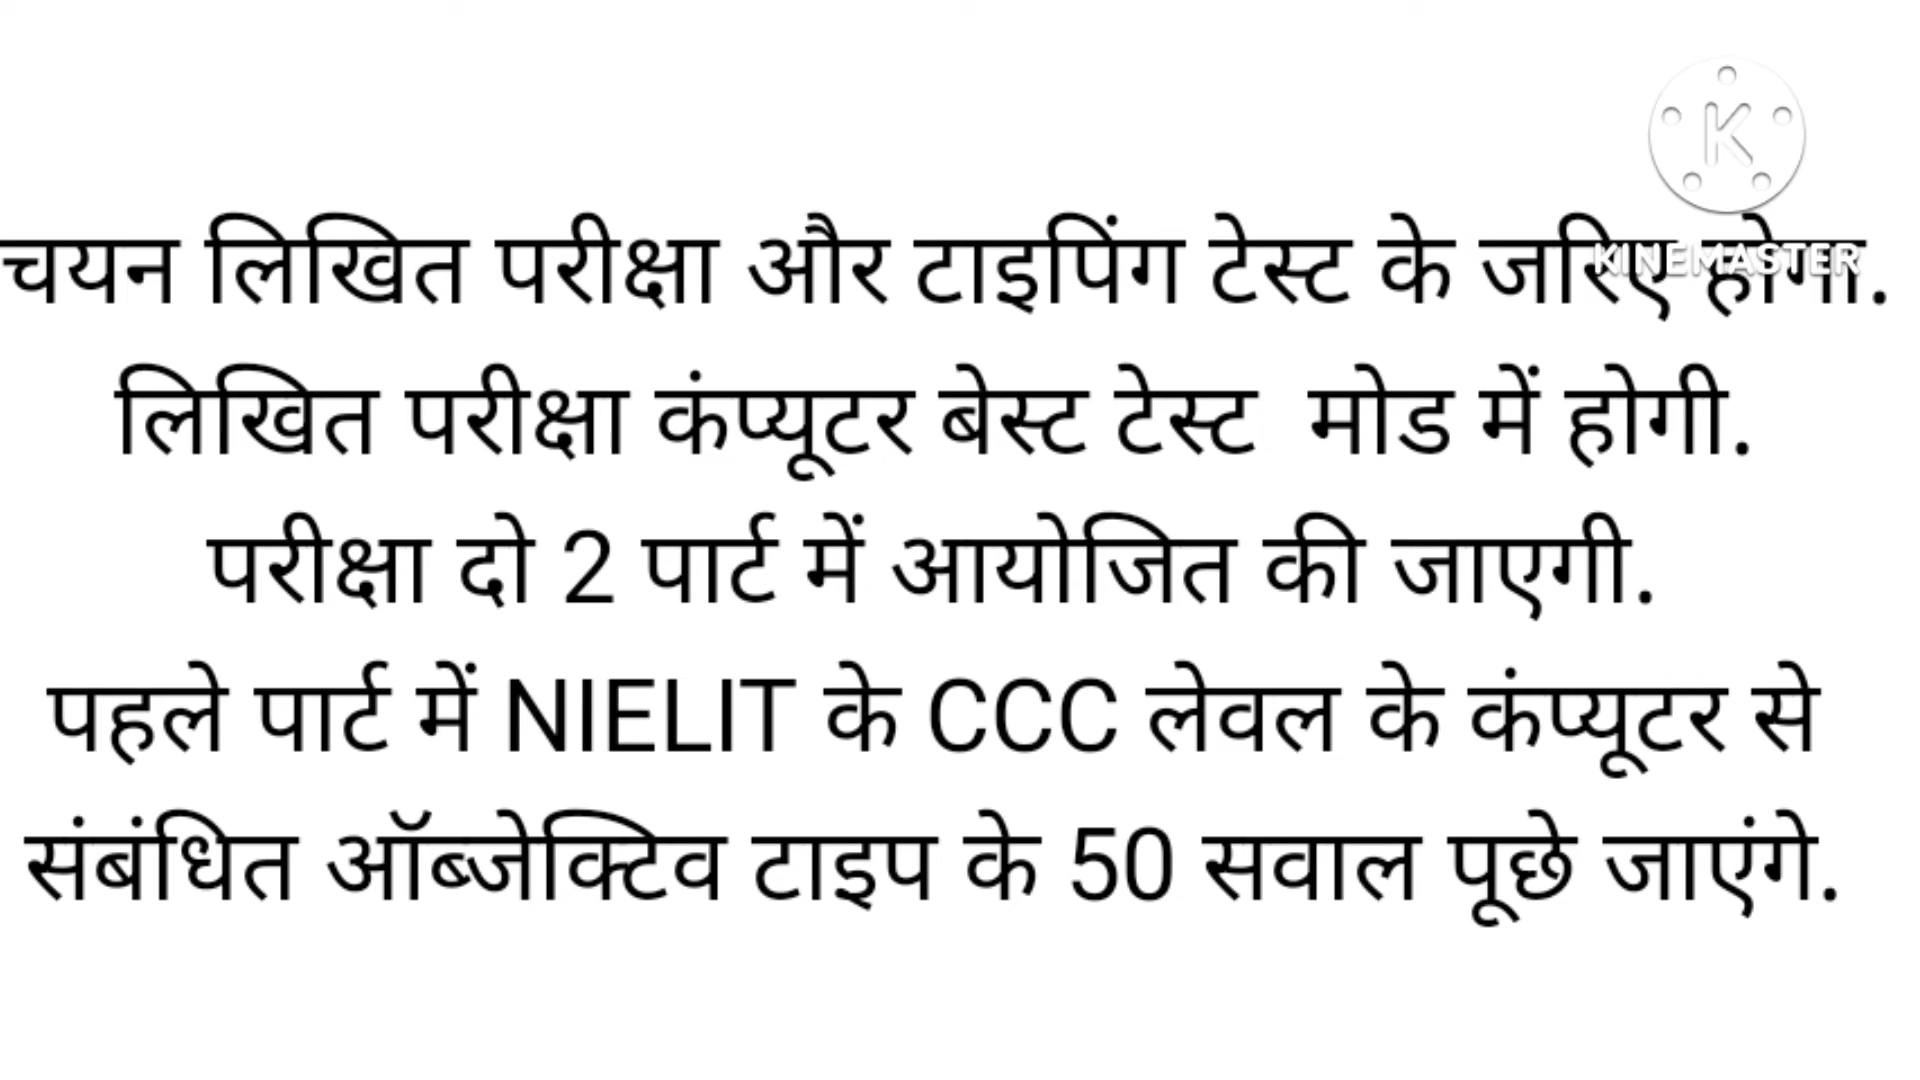 K
KINEMASTER
चयन लिखित परीक्षा और टाइपिंग टेस्ट के जरिए होगा.
लिखित परीक्षा कंप्यूटर बेस्ट टेस्ट मोड में होगी.
परीक्षा दो 2 पार्ट में आयोजित की जाएगी.
पहले पार्ट में NIELIT के CCC लेवल के कंप्यूटर से
संबंधित ऑब्जेक्टिव टाइप के 50 सवाल पूछे जाएंगे.